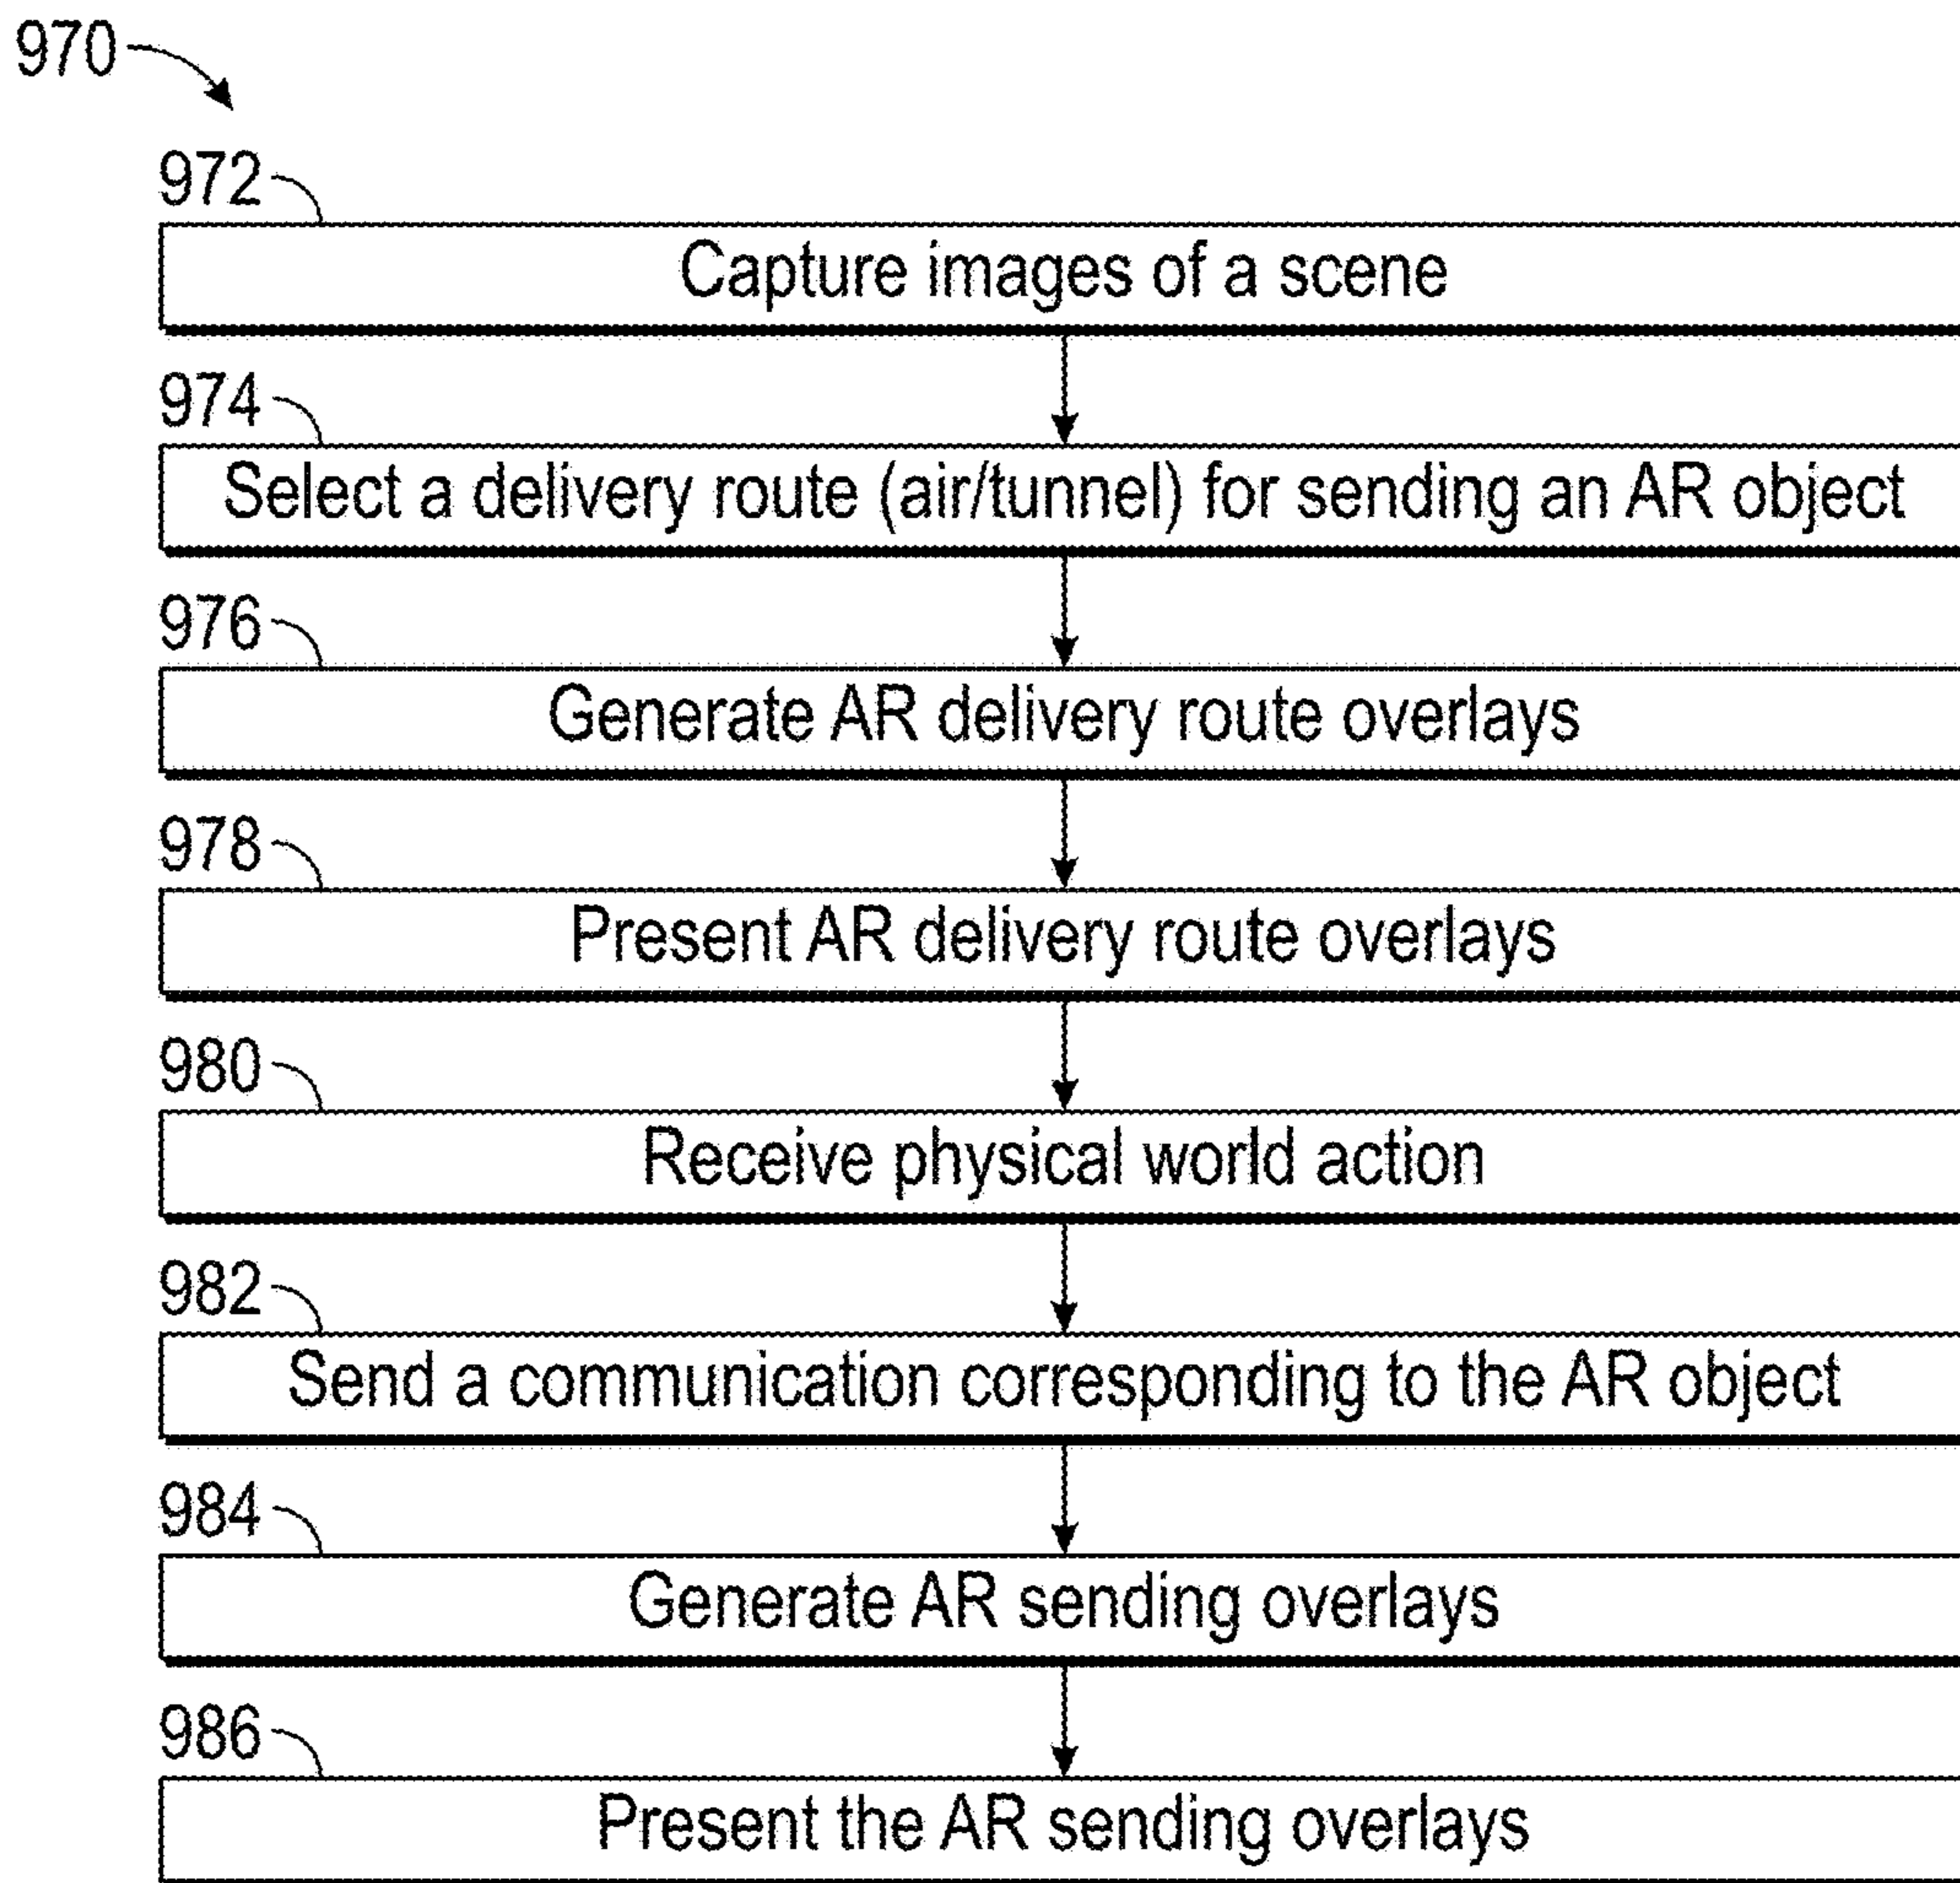 970
972
Capture images of a scene
974
Select a delivery route (air/tunnel) for sending an AR object
976
Generate AR delivery route overlays
978
Present AR delivery route overlays
980
Receive physical world action
982
Send a communication corresponding to the AR object
984
Generate AR sending overlays
986
Present the AR sending overlays